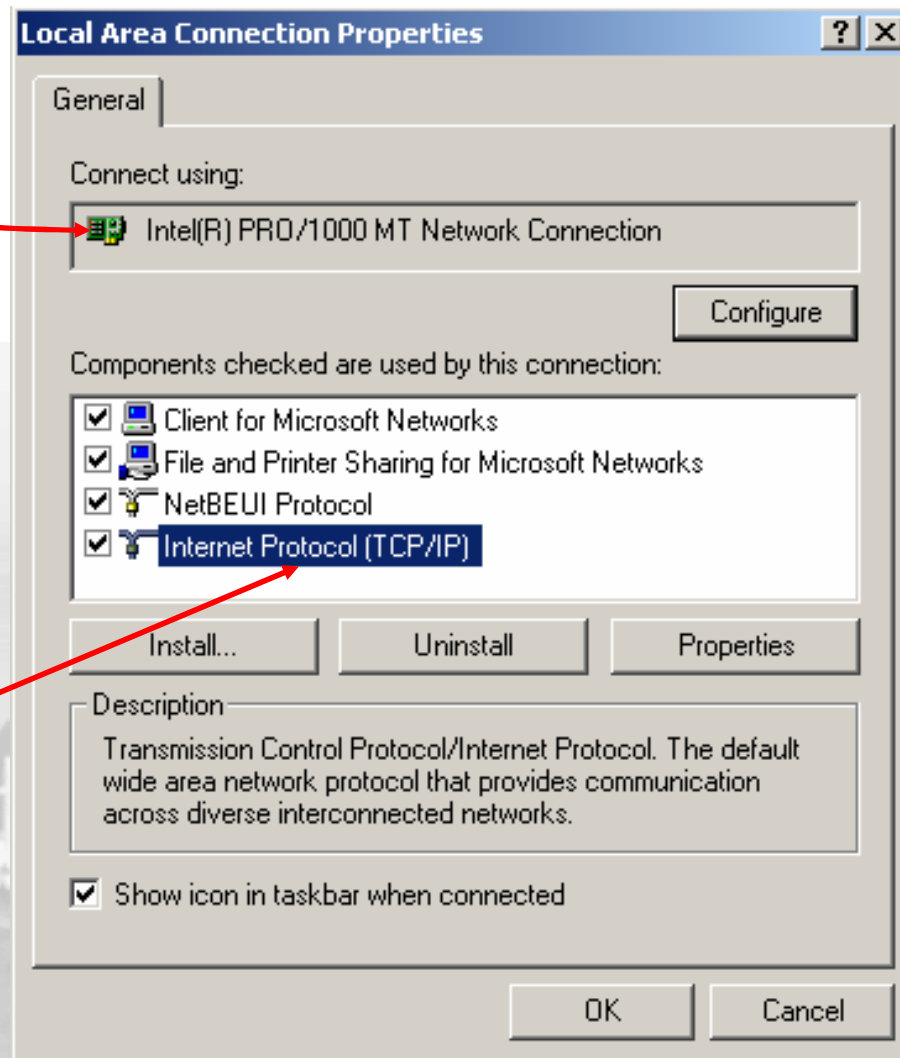 Local Area Connection Properties
General
Connect using:
Intel(R) PRO/1000 MT Network Connection
Configure
Components checked are used by this connection:
Client for Microsoft Networks
File and Printer Sharing for Microsoft Networks
NetBEUI Protocol
Internet Protocol (TCP/IP)
Install... Uninstall Properties
Description
Transmission Control Protocol/Internet Protocol. The default
wide area network protocol that provides communication
across diverse interconnected networks.
Show icon in taskbar when connected
OK Cancel